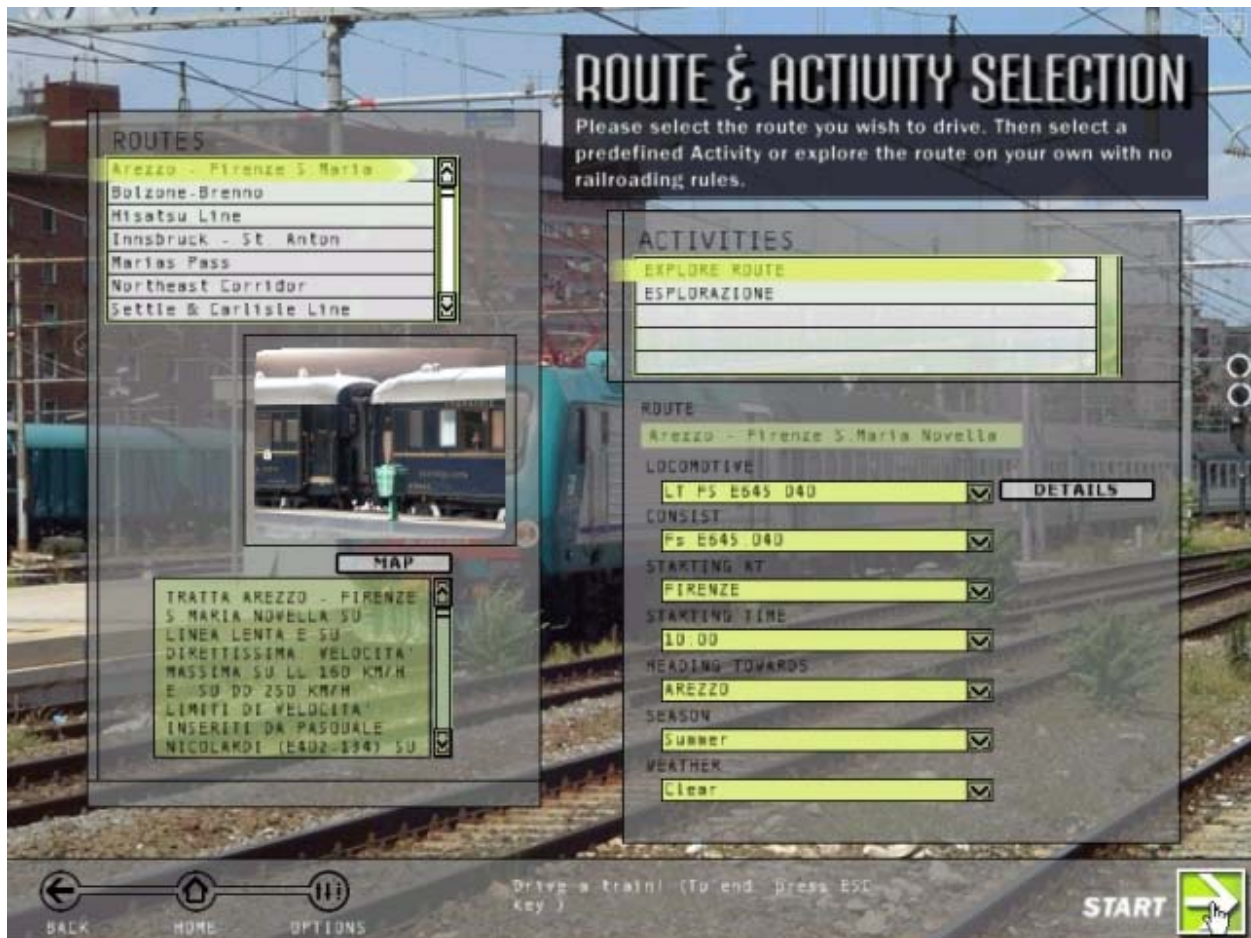 ROUTE & ACTIVITY SELECTION
Please select the route you wish to drive. Then select a
predefined Activity or explore the route on your own with no
railroading rules.
ROUTES
Arezzo - Firenze S.Maria
Bolzone-Brenno
Hisatsu Line
Innsbruck - St. Anton
Marias Pass
Northeast Corridor
Settle & Carlisle Line
MAP
TRATTA AREZZO - FIRENZE
S MARIA NOVELLA SU
LINEA LENTA E SU
DIRETTISSIMA VELOCITA'
MASSIMA SU LL 160 KM/H
E SU DD 250 KM/H
LIMITI DI VELOCITA'
INSERITI DA PASQUALE
NICOLARDI (E402-134) SU
ACTIVITIES
EXPLORE ROUTE
ESPLORAZIONE
ROUTE
Arezzo - Firenze S.Maria Novella
LOCOMOTIVE
LT FS E645 040
DETAILS
CONSIST
Fs E645 040
STARTING AT
FIRENZE
STARTING TIME
10:00
HEADING TOWARDS
AREZZO
SEASON
Summer
WEATHER
Clear
BACK
HOME
OPTIONS
Drive a train! (To end, press ESC
key.)
START